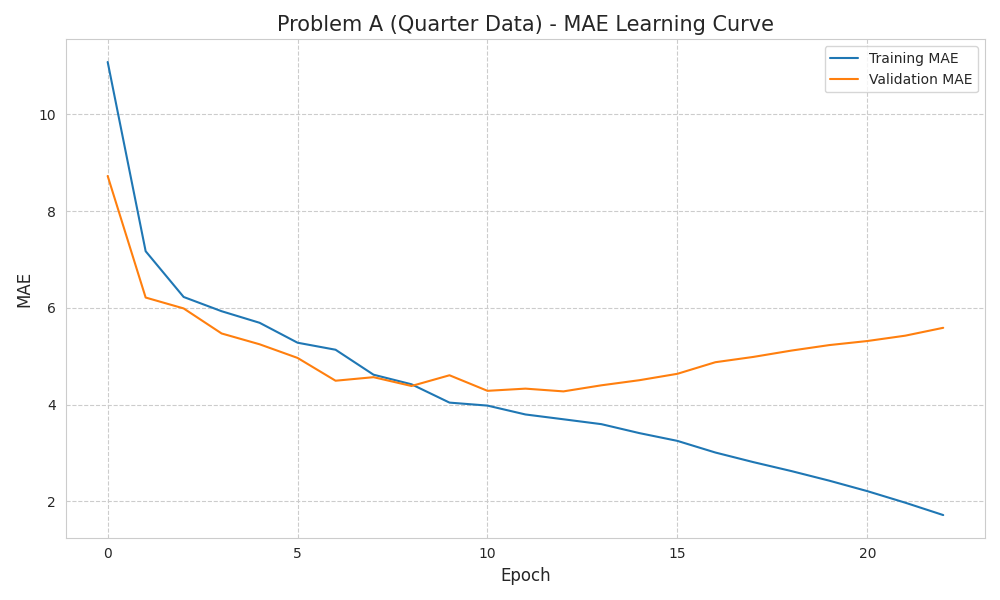 Problem A (Quarter Data) - MAE Learning Curve
Training MAE
Validation MAE
MAE
10
8
6
4
2
0
5
10
15
20
Epoch